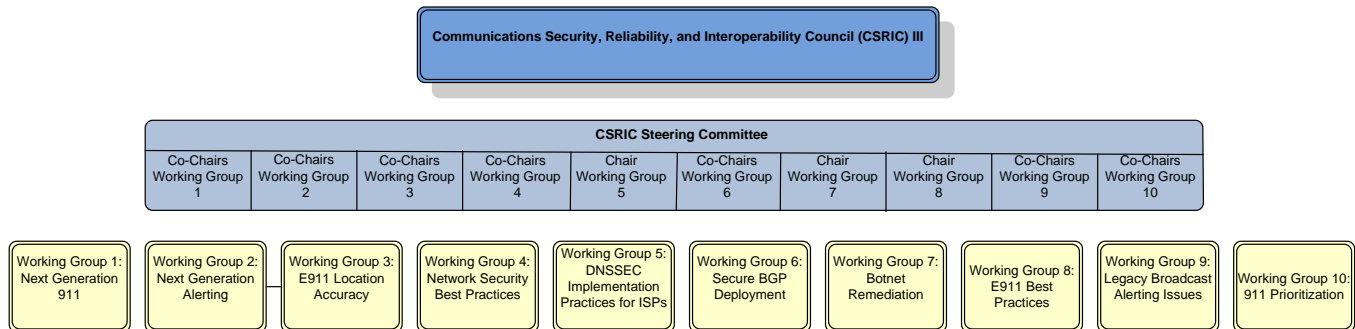 Communications Security, Reliability, and Interoperability Council (CSRIC) III
CSRIC Steering Committee
Co-Chairs
Working Group
1
Co-Chairs
Working Group
2
Co-Chairs
Working Group
3
Co-Chairs
Working Group
4
Chair
Working Group
5
Co-Chairs
Working Group
6
Chair
Working Group
7
Chair
Working Group
8
Co-Chairs
Working Group
9
Co-Chairs
Working Group
10
Working Group 1:
Next Generation
911
Working Group 2:
Next Generation
Alerting
Working Group 3:
E911 Location
Accuracy
Working Group 4:
Network Security
Best Practices
Working Group 5:
DNSSEC
Implementation
Practices for ISPs
Working Group 6:
Secure BGP
Deployment
Working Group 7:
Botnet
Remediation
Working Group 8:
E911 Best
Practices
Working Group 9:
Legacy Broadcast
Alerting Issues
Working Group 10:
911 Prioritization